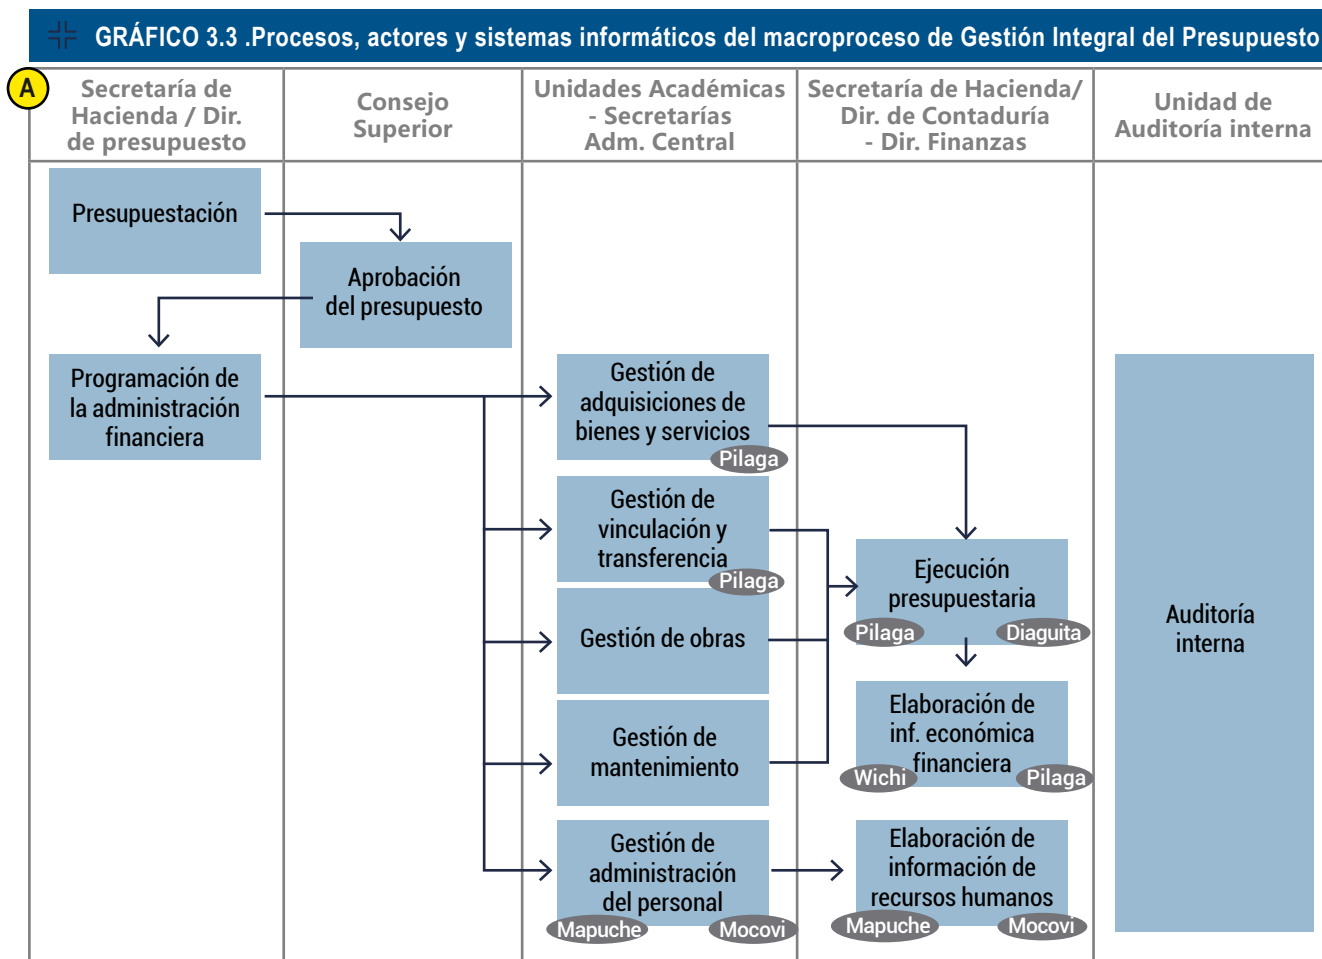 GRÁFICO 3.3 .Procesos, actores y sistemas informáticos del macroproceso de Gestión Integral del Presupuesto
A
Secretaría de
Hacienda / Dir.
de presupuesto
Consejo
Superior
Unidades Académicas
- Secretarías
Adm. Central
Secretaría de Hacienda/
Dir. de Contaduría
- Dir. Finanzas
Unidad de
Auditoría interna
Presupuestación
Aprobación
del presupuesto
Programación de
la administración
financiera
Gestión de
adquisiciones de
bienes y servicios
Pilaga
Gestión de
vinculación y
transferencia
Pilaga
Gestión de obras
Gestión de
mantenimiento
Gestión de
administración
del personal
Mapuche
Mocovi
Ejecución
presupuestaria
Pilaga
Diaguita
Elaboración de
inf. económica
financiera
Wichi
Pilaga
Elaboración de
información de
recursos humanos
Mapuche
Mocovi
Auditoría
interna